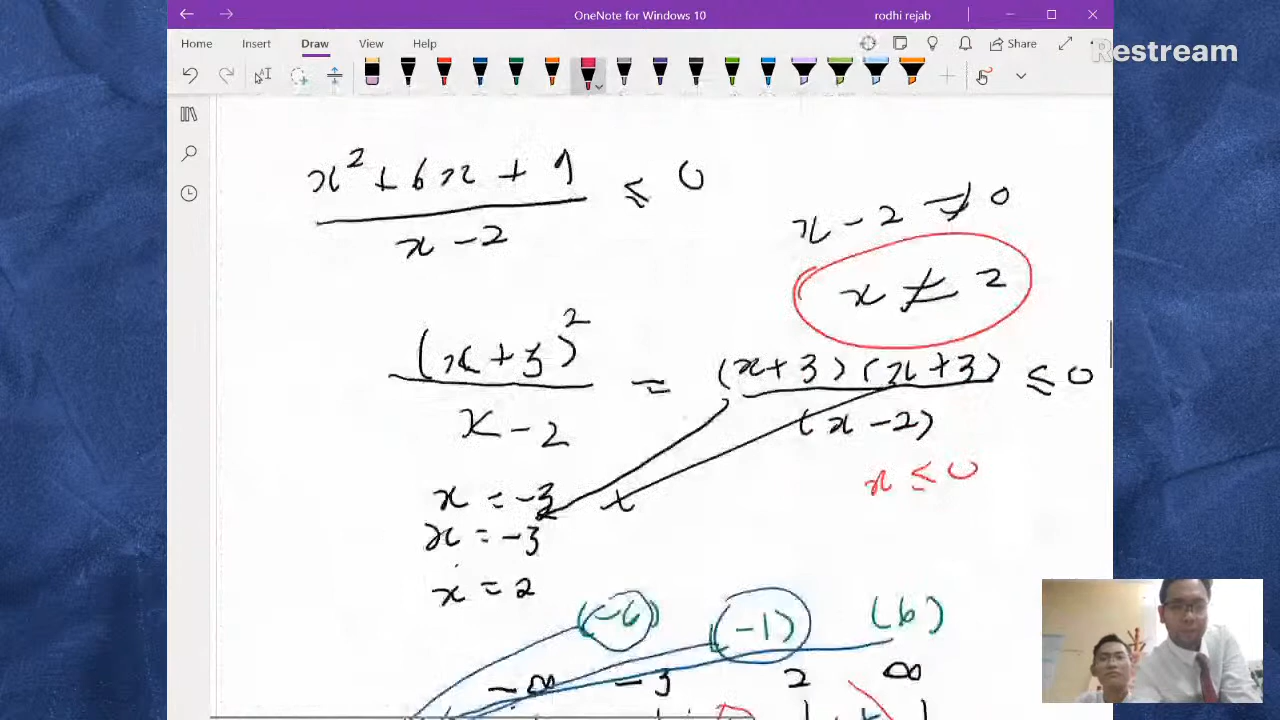 OneNote for Windows 10
rodhi rejab
Home Insert Draw View Help
Share
Restream
x² + 6x + 9 ≤ 0
x - 2
x - 2 ≠ 0
x ≠ 2
(x+3)² = (x+3)(x+3) ≤ 0
x - 2 (x - 2)
x ≤ 0
x = -3
x = -3
x = 2
(-6) (-1) (6)
-∞ -3 2 ∞